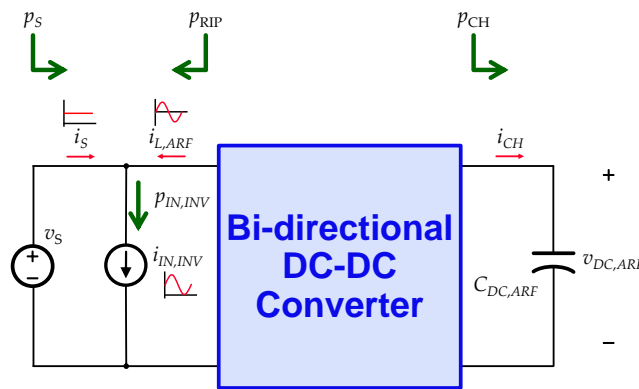 p_S
p_RIP
p_CH
i_S
i_L,ARF
i_CH
+
p_IN,INV
v_S
+
−
i_IN,INV
Bi-directional
DC-DC
Converter
C_DC,ARF
v_DC,ARF
−